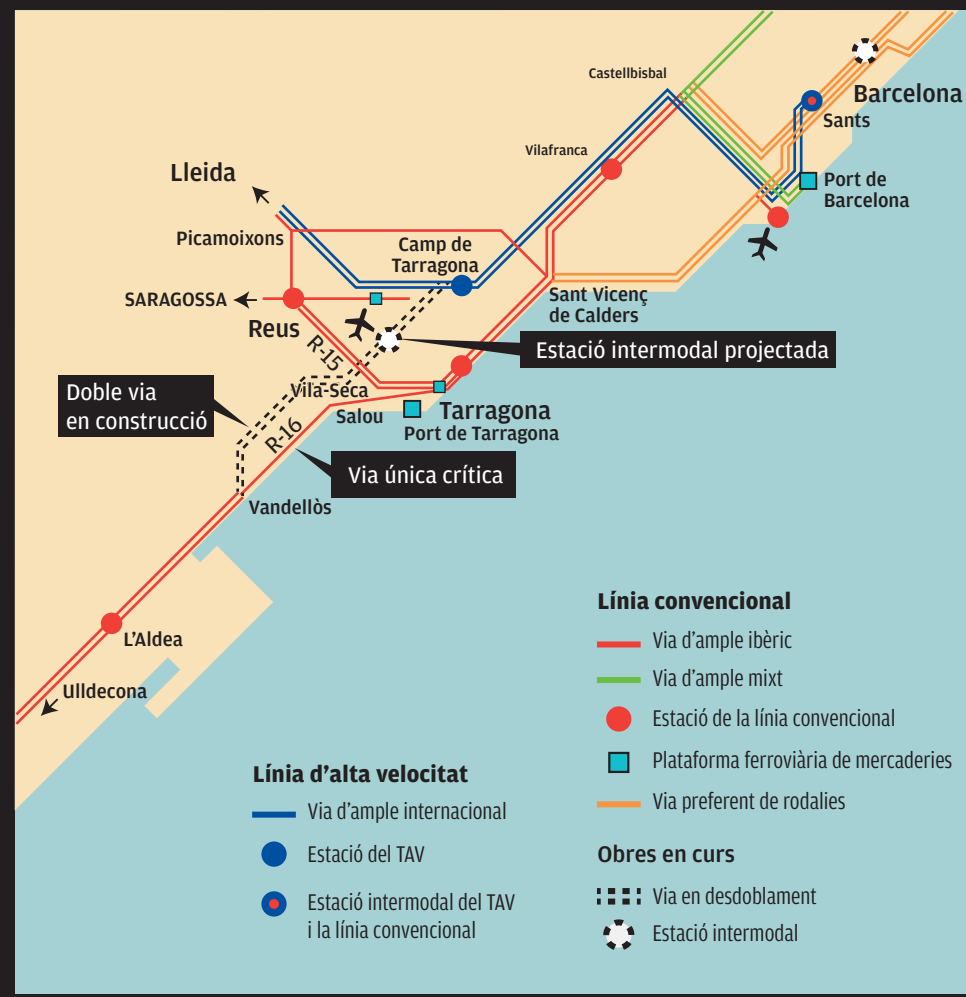 Castellbisbal
Barcelona
Sants
Vilafranca
Lleida
Port de
Barcelona
Picamoixons
Camp de
Tarragona
SARAGOSSA
Sant Vicenç
de Calders
Reus
Estació intermodal projectada
R-15
Doble via
en construcció
Vila-Seca
Salou
Tarragona
Port de Tarragona
R-16
Via única crítica
Vandellòs
L'Aldea
Ulldecona
Línia d'alta velocitat
Via d'ample internacional
Estació del TAV
Estació intermodal del TAV
i la línia convencional
Línia convencional
Via d'ample ibèric
Via d'ample mixt
Estació de la línia convencional
Plataforma ferroviària de mercaderies
Via preferent de rodalies
Obres en curs
Via en desdoblament
Estació intermodal